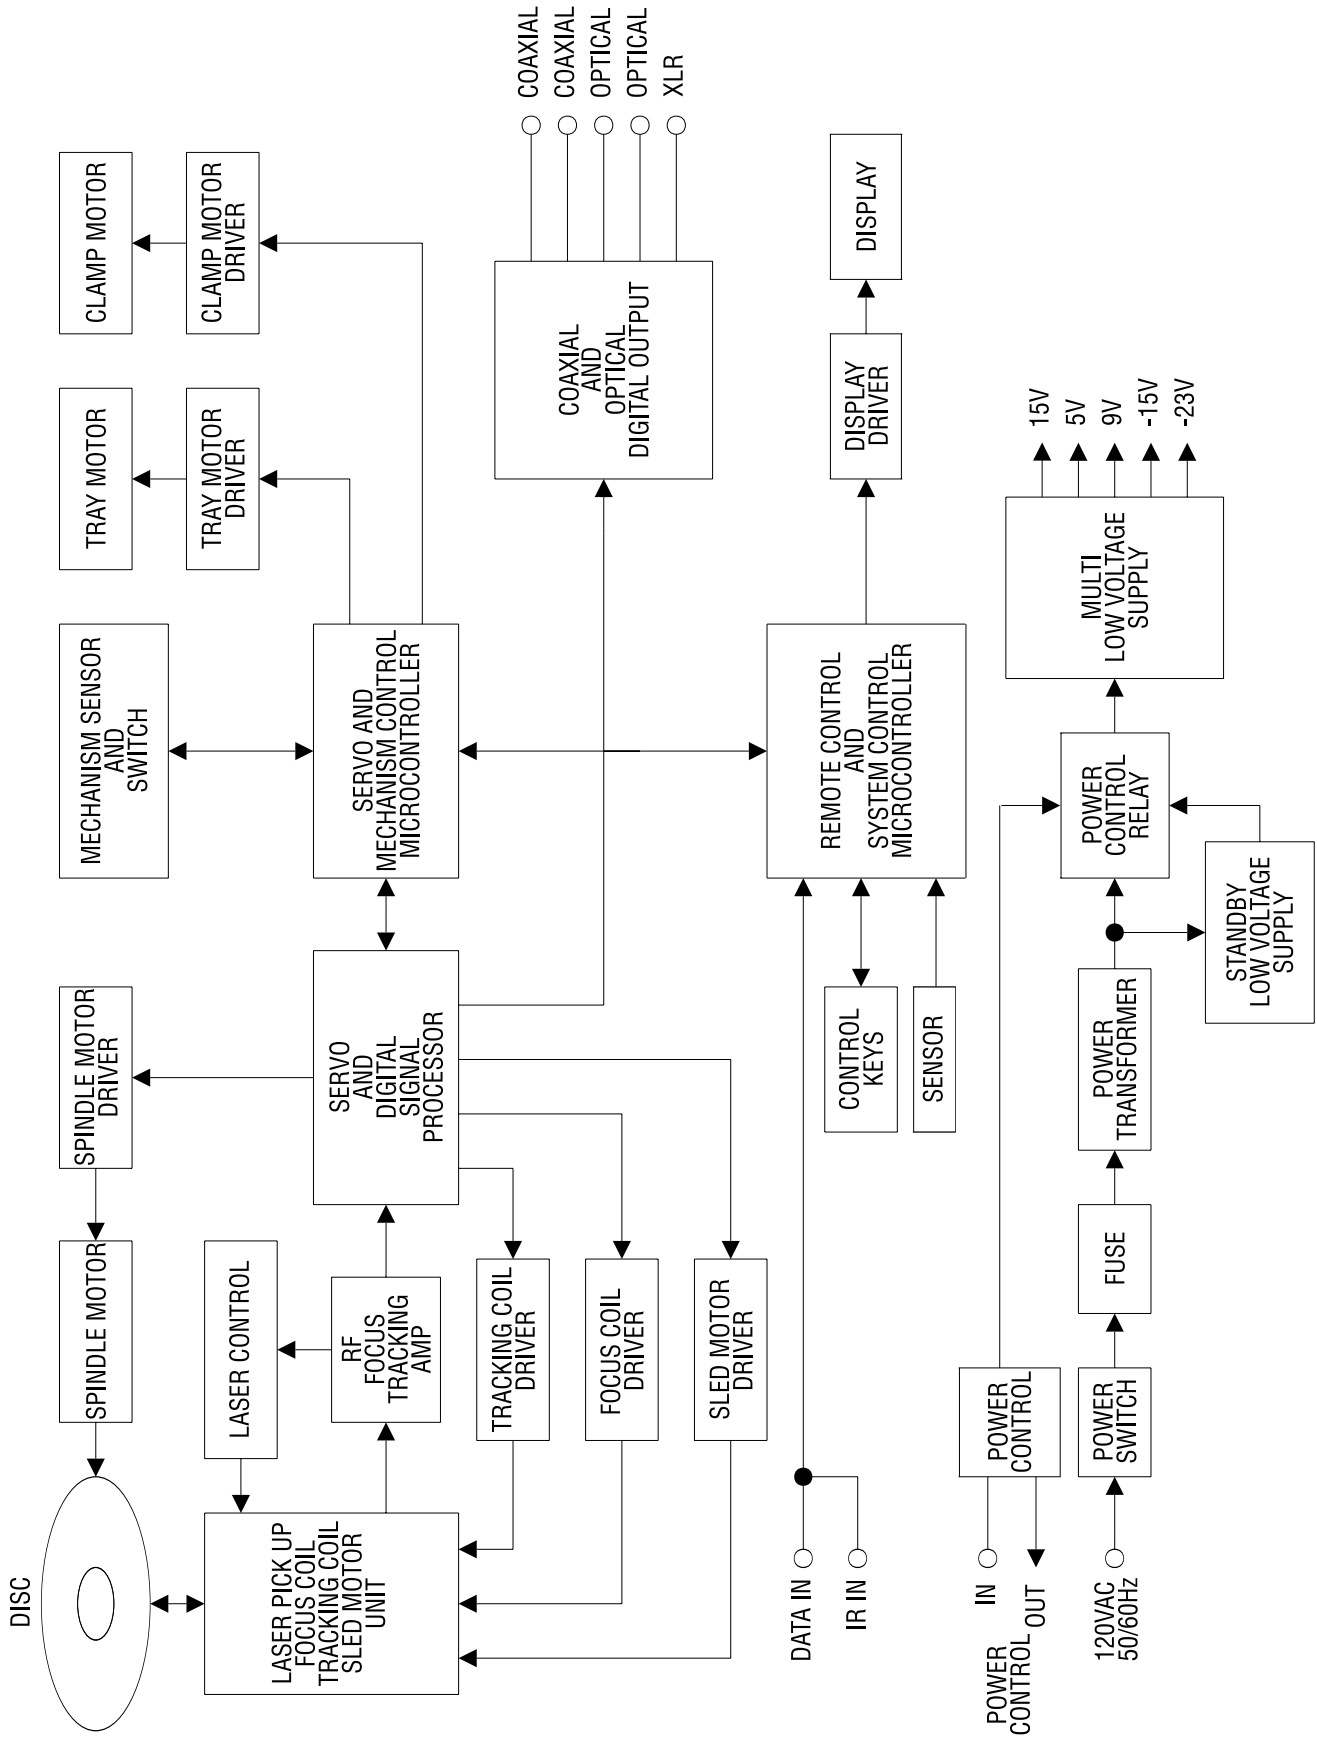 DISC
SPINDLE MOTOR
SPINDLE MOTOR
DRIVER
MECHANISM SENSOR
AND
SWITCH
TRAY MOTOR
CLAMP MOTOR
TRAY MOTOR
DRIVER
CLAMP MOTOR
DRIVER
LASER CONTROL
LASER PICK UP
FOCUS COIL
TRACKING COIL
SLED MOTOR
UNIT
RF
FOCUS
TRACKING
AMP
SERVO
AND
DIGITAL
SIGNAL
PROCESSOR
SERVO AND
MECHANISM CONTROL
MICROCONTROLLER
TRACKING COIL
DRIVER
FOCUS COIL
DRIVER
SLED MOTOR
DRIVER
COAXIAL
AND
OPTICAL
DIGITAL OUTPUT
COAXIAL
COAXIAL
OPTICAL
OPTICAL
XLR
DATA IN
IR IN
CONTROL
KEYS
SENSOR
REMOTE CONTROL
AND
SYSTEM CONTROL
MICROCONTROLLER
DISPLAY
DRIVER
DISPLAY
POWER
CONTROL
IN
OUT
POWER
CONTROL
120VAC
50/60Hz
POWER
SWITCH
FUSE
POWER
TRANSFORMER
POWER
CONTROL
RELAY
STANDBY
LOW VOLTAGE
SUPPLY
MULTI
LOW VOLTAGE
SUPPLY
15V
5V
9V
-15V
-23V